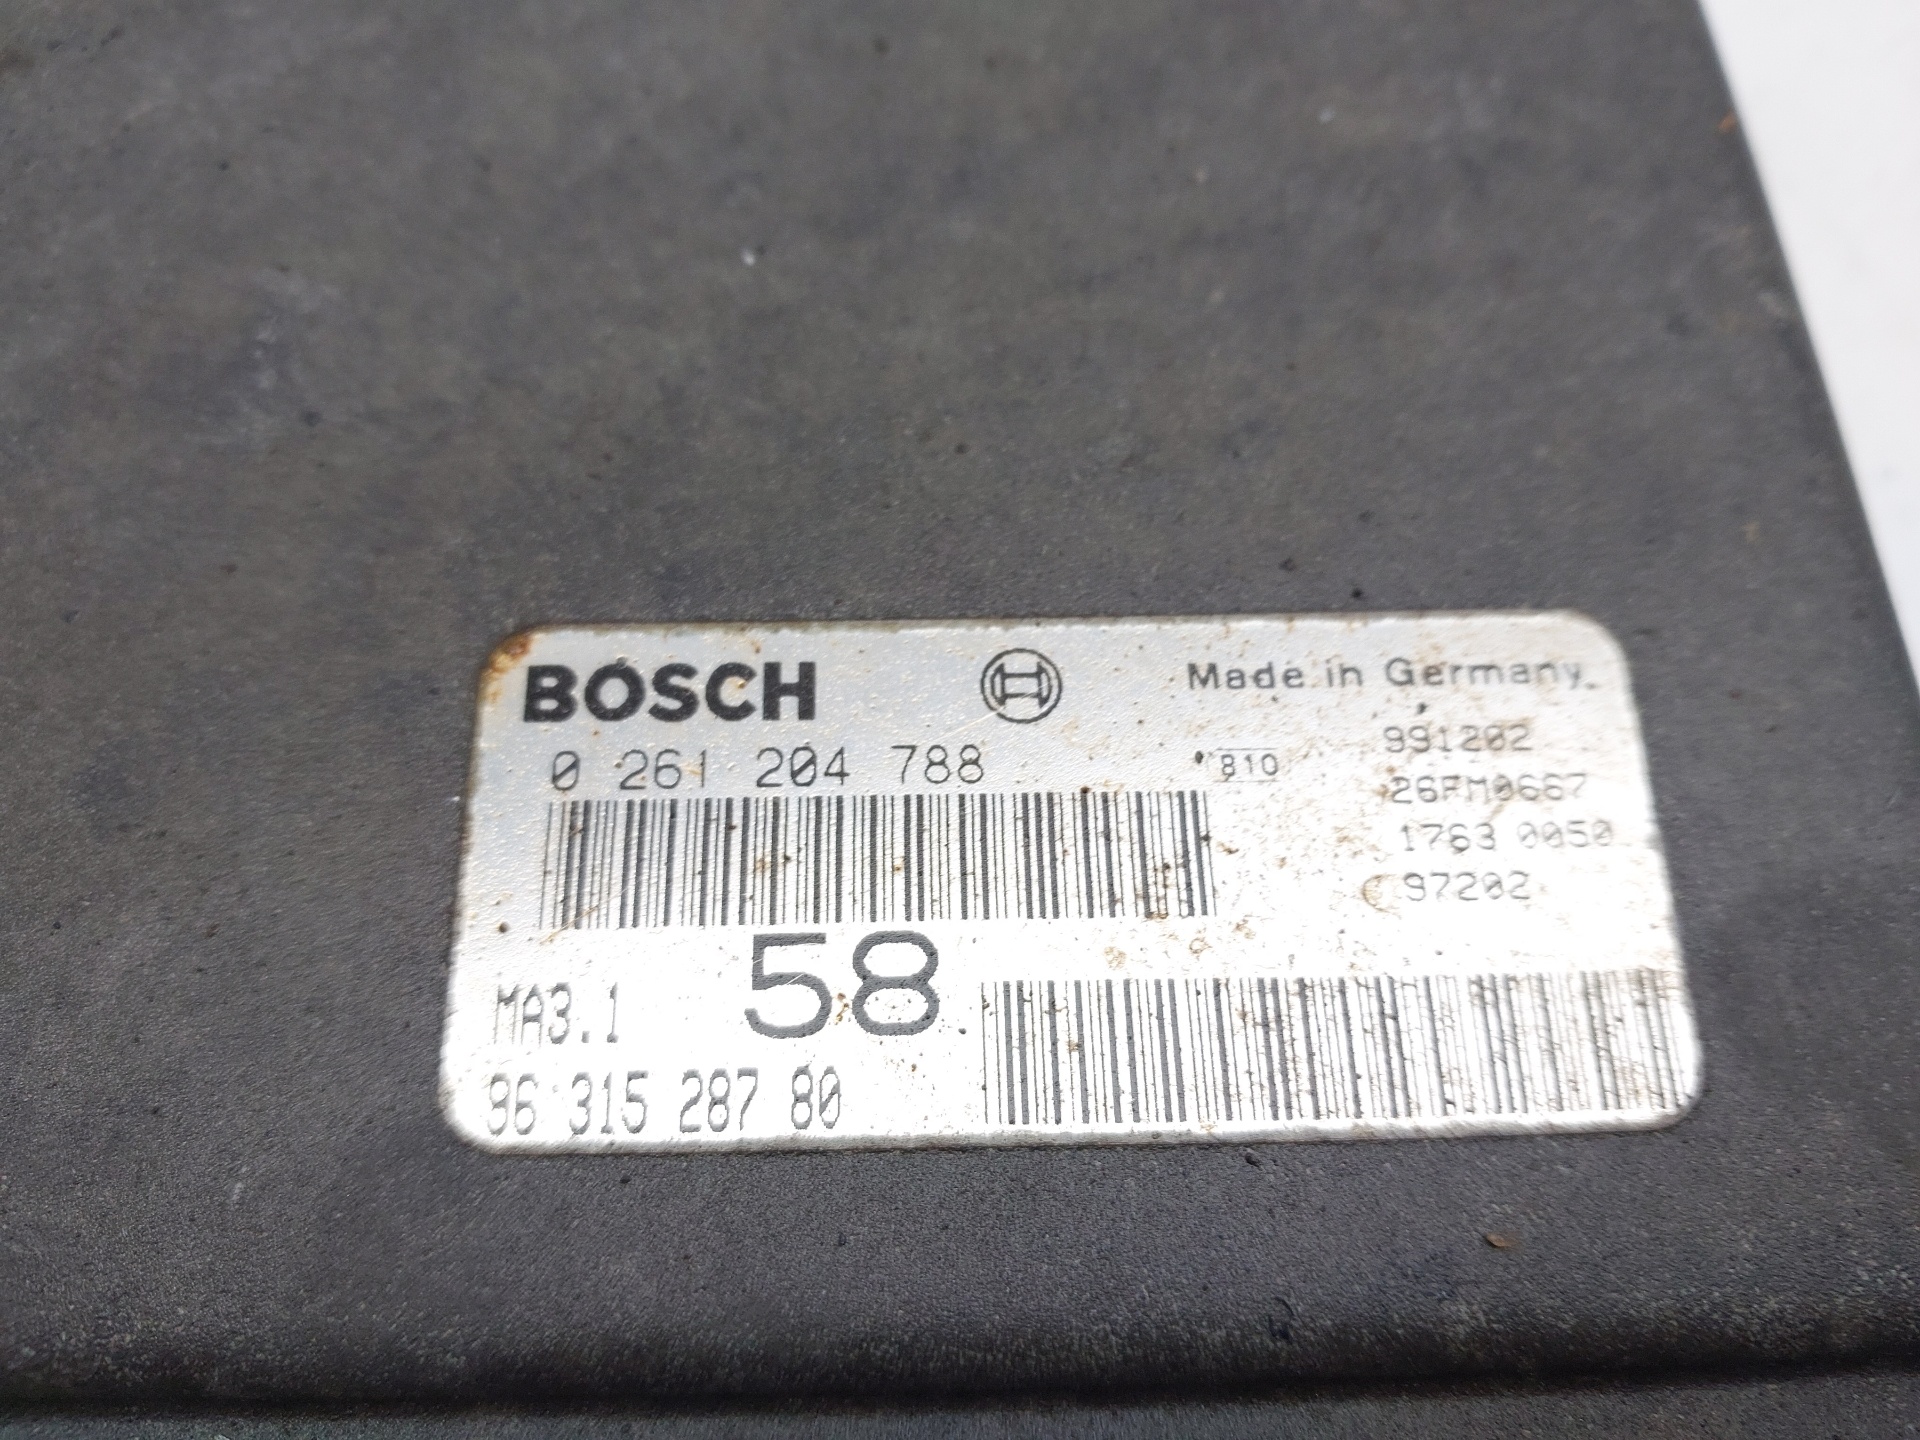 BOSCH
Made in Germany.
0 261 204 788
810
991202
26FM0667
1763 0050
97202
MA3.1
58
96 315 287 80